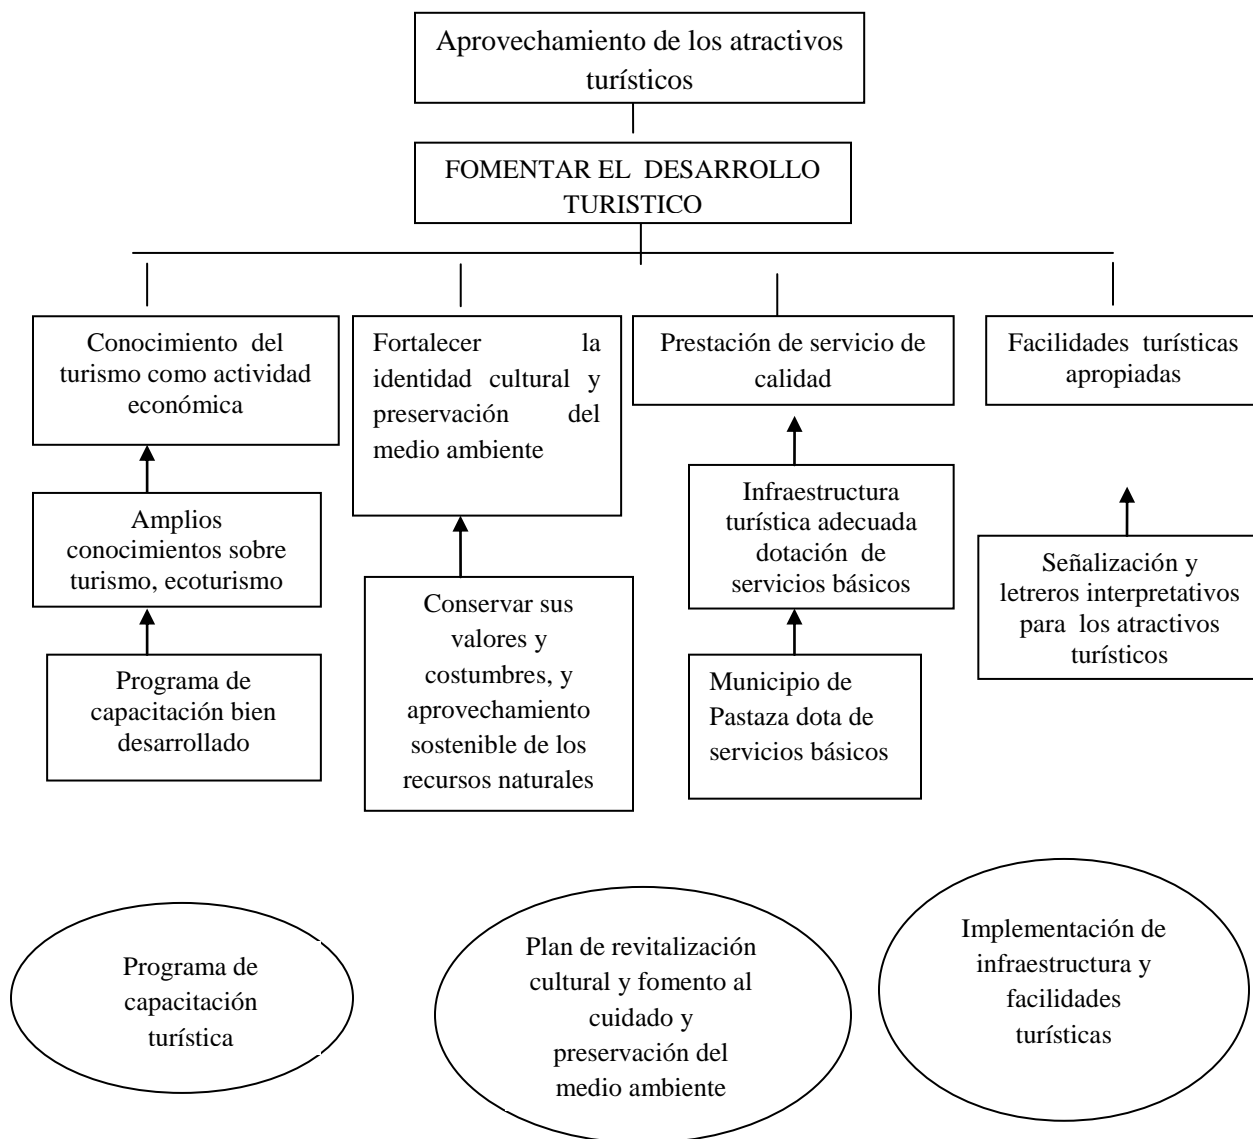 Aprovechamiento de los atractivos
turísticos
FOMENTAR EL DESARROLLO
TURISTICO
Conocimiento del
turismo como actividad
económica
Fortalecer la
identidad cultural y
preservación del
medio ambiente
Prestación de servicio de
calidad
Facilidades turísticas
apropiadas
Amplios
conocimientos sobre
turismo, ecoturismo
Conservar sus
valores y
costumbres, y
aprovechamiento
sostenible de los
recursos naturales
Infraestructura
turística adecuada
dotación de
servicios básicos
Señalización y
letreros interpretativos
para los atractivos
turísticos
Programa de
capacitación bien
desarrollado
Municipio de
Pastaza dota de
servicios básicos
Programa de
capacitación
turística
Plan de revitalización
cultural y fomento al
cuidado y
preservación del
medio ambiente
Implementación de
infraestructura y
facilidades
turísticas